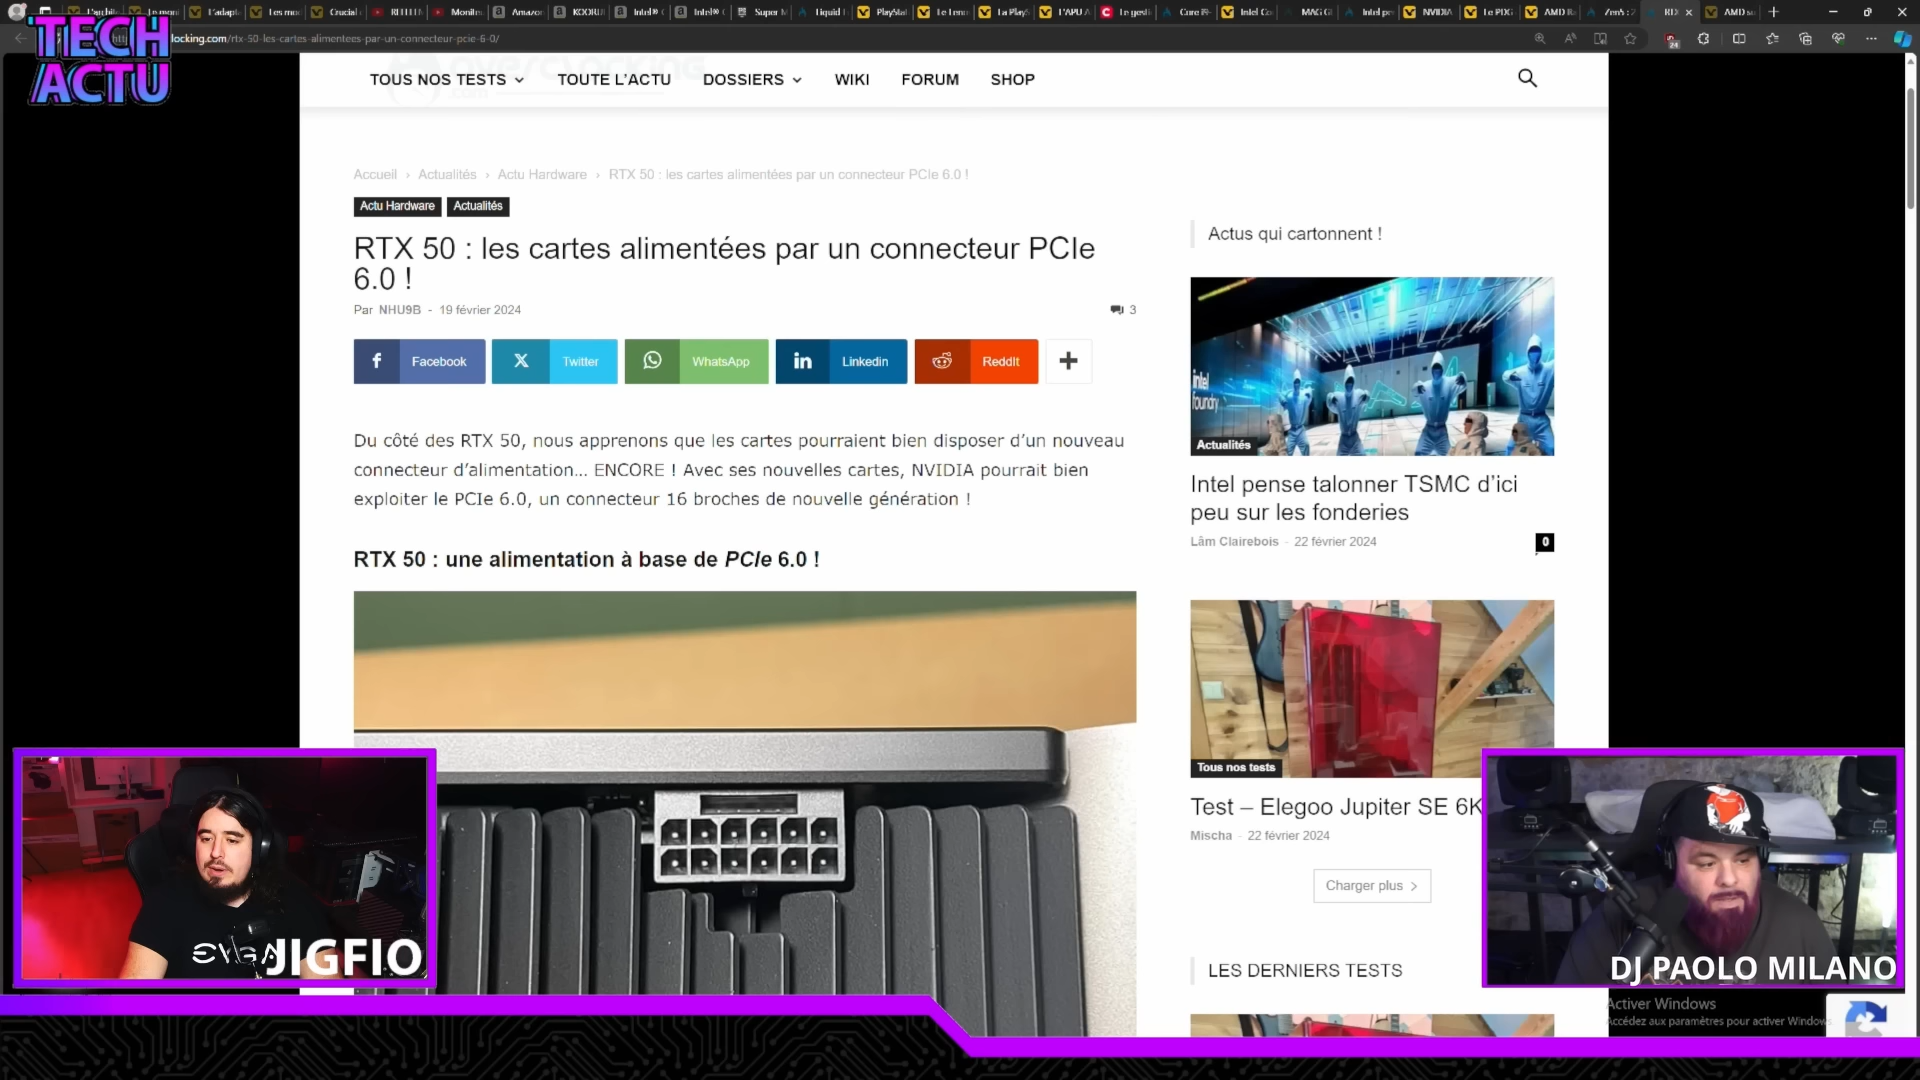 TECH
ACTU
Amazon
Super M
Liquid
PlayStat
AMD
locking.com/rtx-50-les-cartes-alimentees-par-un-connecteur-pcie-6-0/
TOUS NOS TESTS
TOUTE L'ACTU
DOSSIERS
WIKI
FORUM
SHOP
Accueil › Actualités › Actu Hardware › RTX 50 : les cartes alimentées par un connecteur PCIe 6.0 !
Actu Hardware
Actualités
RTX 50 : les cartes alimentées par un connecteur PCIe
6.0 !
Par NHU9B - 19 février 2024
3
Facebook
Twitter
WhatsApp
Linkedin
ReddIt
Du côté des RTX 50, nous apprenons que les cartes pourraient bien disposer d'un nouveau
connecteur d'alimentation... ENCORE ! Avec ses nouvelles cartes, NVIDIA pourrait bien
exploiter le PCIe 6.0, un connecteur 16 broches de nouvelle génération !
RTX 50 : une alimentation à base de PCIe 6.0 !
Actus qui cartonnent !
intel
foundry
Actualités
Intel pense talonner TSMC d'ici
peu sur les fonderies
Lâm Clairebois - 22 février 2024
0
Tous nos tests
Test – Elegoo Jupiter SE 6K
Mischa - 22 février 2024
Charger plus
LES DERNIERS TESTS
EVGA
JIGFIO
DJ PAOLO MILANO
Activer Windows
Accédez aux paramètres pour activer Windows